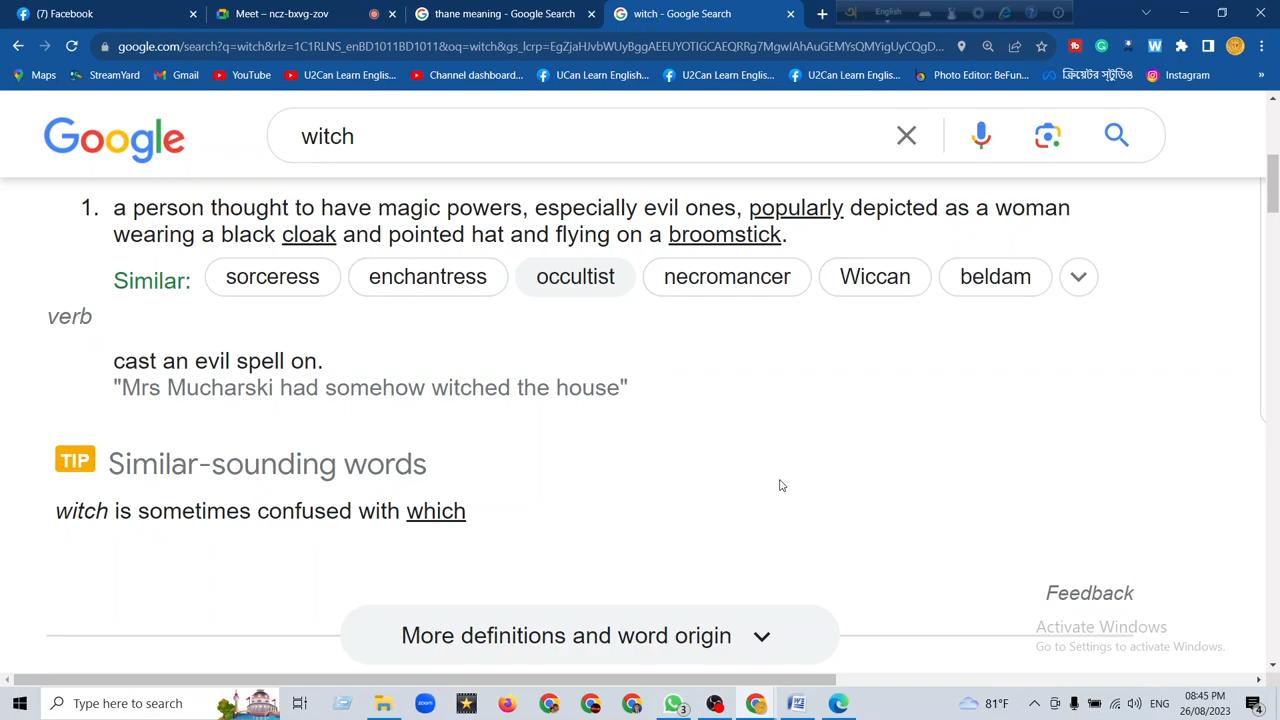 Facebook
Meet – ncz-bxvg-zov
thane meaning - Google Search
witch - Google Search
English
google.com/search?q=witch&rlz=1C1RLNS_enBD1011BD1011&oq=witch&gs_lcrp=EgZjaHJvbWUyBggAEEUYOTIGCAEQRRg7MgwIAhAuGEMYsQMYigUyCQgD...
Maps
StreamYard
Gmail
YouTube
U2Can Learn Englis...
Channel dashboard...
UCan Learn English...
U2Can Learn Englis...
U2Can Learn Englis...
Photo Editor: BeFun...
ক্রিয়েটর স্টুডিও
Instagram
»
Google
witch
1. a person thought to have magic powers, especially evil ones, popularly depicted as a woman
wearing a black cloak and pointed hat and flying on a broomstick.
Similar: sorceress enchantress occultist necromancer Wiccan beldam
verb
cast an evil spell on.
"Mrs Mucharski had somehow witched the house"
TIP Similar-sounding words
witch is sometimes confused with which
Feedback
Activate Windows
Go to Settings to activate Windows.
More definitions and word origin
Type here to search
zoom
3
81°F
ENG
08:45 PM
26/08/2023
4